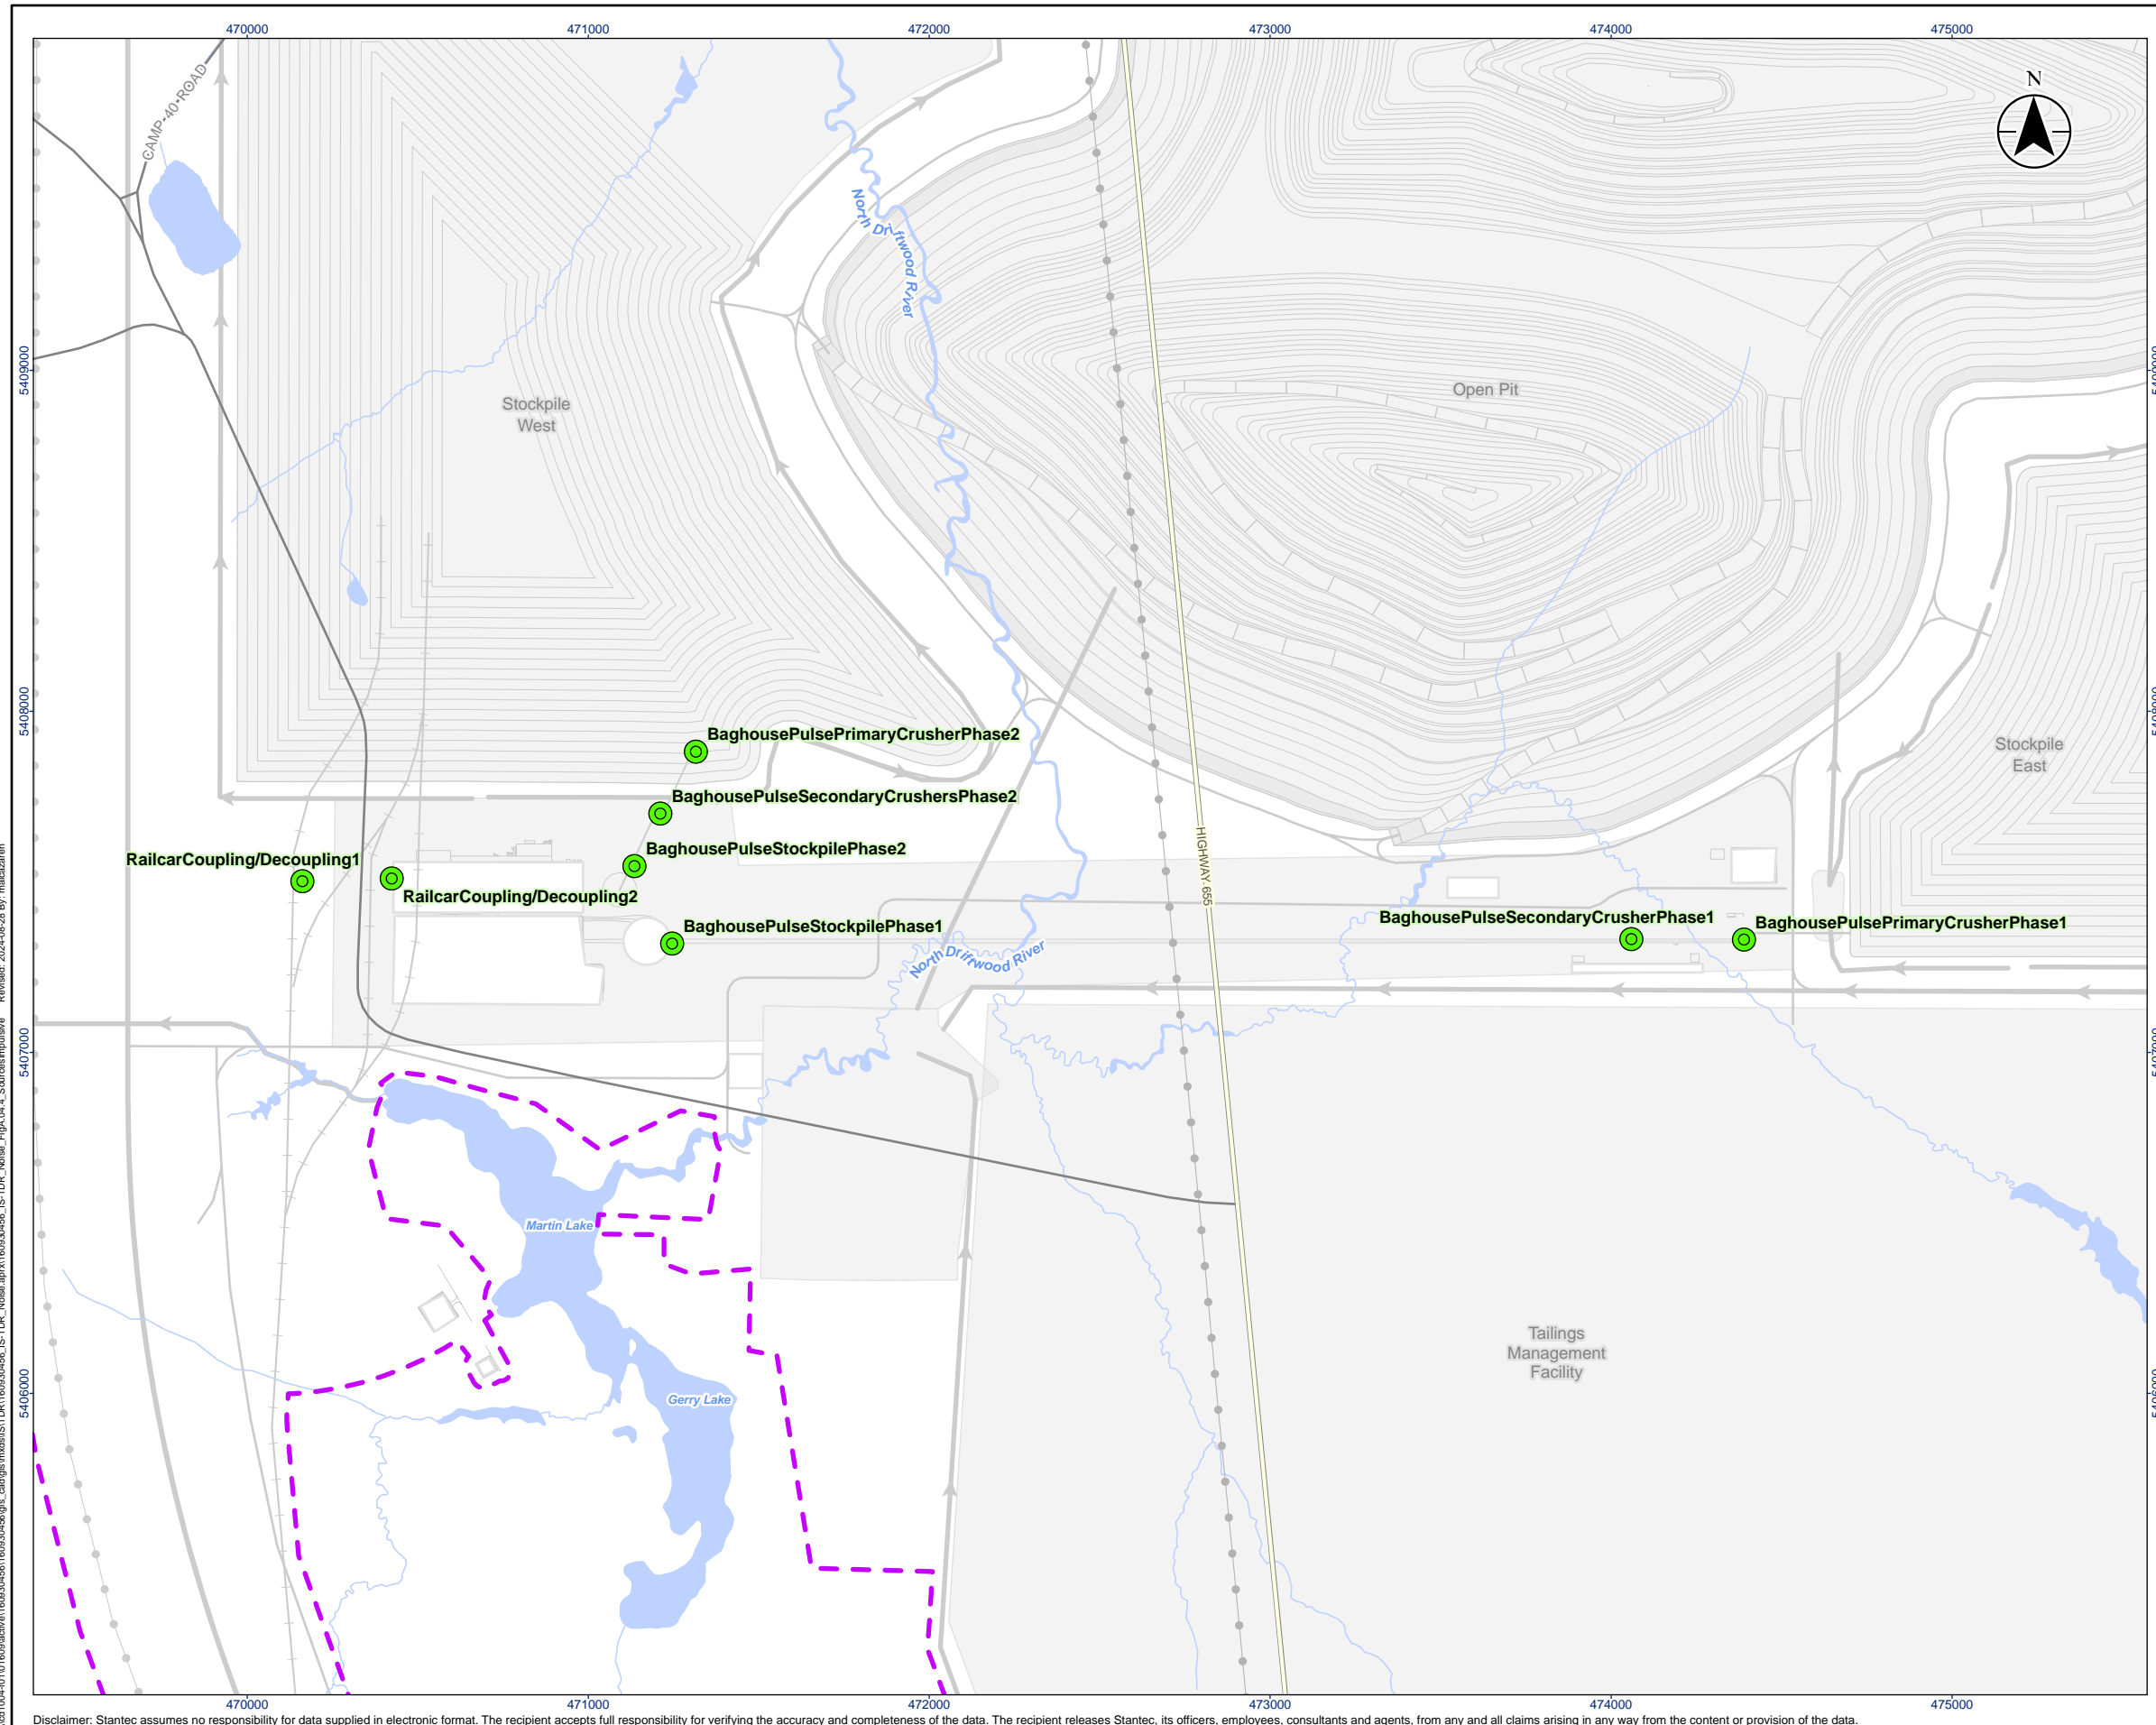 470000
471000
472000
473000
474000
475000
N
CAMP 40 ROAD
North Driftwood River
5409000
Stockpile
West
Open Pit
5408000
BaghousePulsePrimaryCrusherPhase2
Stockpile
East
BaghousePulseSecondaryCrushersPhase2
HIGHWAY 655
RailcarCoupling/Decoupling1
BaghousePulseStockpilePhase2
RailcarCoupling/Decoupling2
BaghousePulseStockpilePhase1
BaghousePulseSecondaryCrusherPhase1
BaghousePulsePrimaryCrusherPhase1
North Driftwood River
5407000
Martin Lake
Tailings
Management
Facility
5406000
Gerry Lake
470000
471000
472000
473000
474000
475000
Disclaimer: Stantec assumes no responsibility for data supplied in electronic format. The recipient accepts full responsibility for verifying the accuracy and completeness of the data. The recipient releases Stantec, its officers, employees, consultants and agents, from any and all claims arising in any way from the content or provision of the data.